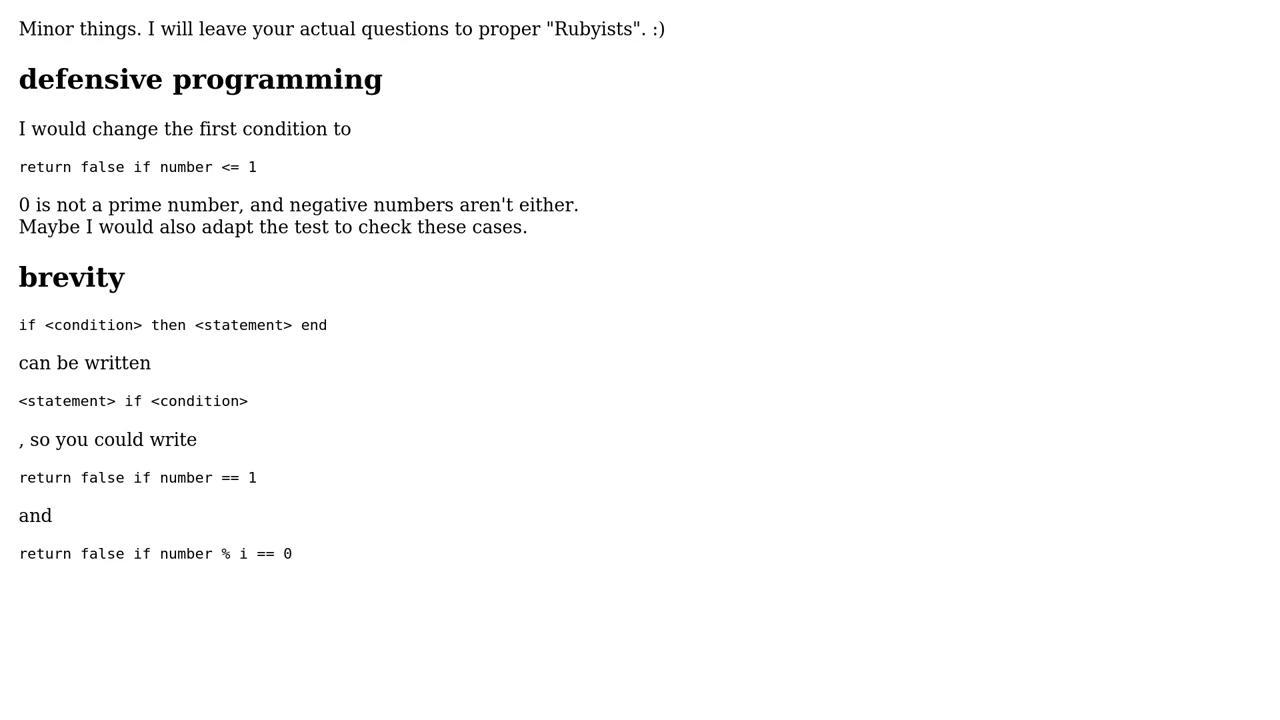 Minor things. I will leave your actual questions to proper "Rubyists". :)
defensive programming
I would change the first condition to
return false if number <= 1
0 is not a prime number, and negative numbers aren't either.
Maybe I would also adapt the test to check these cases.
brevity
if <condition> then <statement> end
can be written
<statement> if <condition>
, so you could write
return false if number == 1
and
return false if number % i == 0